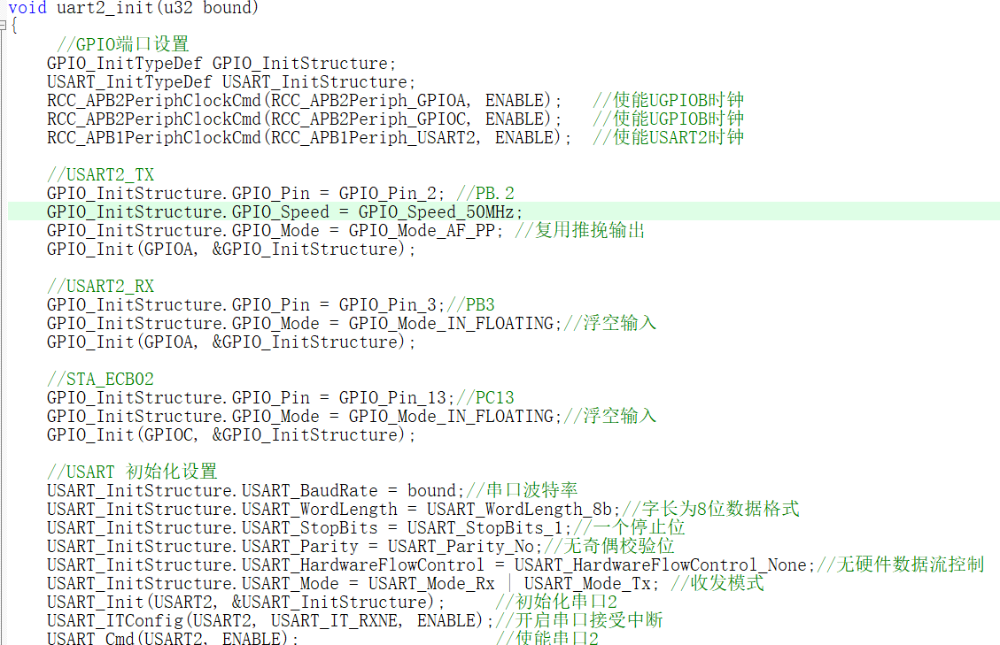 void uart2_init(u32 bound)
{
//GPIO端口设置
GPIO_InitTypeDef GPIO_InitStructure;
USART_InitTypeDef USART_InitStructure;
RCC_APB2PeriphClockCmd(RCC_APB2Periph_GPIOA, ENABLE); //使能UGPIOB时钟
RCC_APB2PeriphClockCmd(RCC_APB2Periph_GPIOC, ENABLE); //使能UGPIOB时钟
RCC_APB1PeriphClockCmd(RCC_APB1Periph_USART2, ENABLE); //使能USART2时钟
//USART2_TX
GPIO_InitStructure.GPIO_Pin = GPIO_Pin_2; //PB.2
GPIO_InitStructure.GPIO_Speed = GPIO_Speed_50MHz;
GPIO_InitStructure.GPIO_Mode = GPIO_Mode_AF_PP; //复用推挽输出
GPIO_Init(GPIOA, &GPIO_InitStructure);
//USART2_RX
GPIO_InitStructure.GPIO_Pin = GPIO_Pin_3;//PB3
GPIO_InitStructure.GPIO_Mode = GPIO_Mode_IN_FLOATING;//浮空输入
GPIO_Init(GPIOA, &GPIO_InitStructure);
//STA_ECB02
GPIO_InitStructure.GPIO_Pin = GPIO_Pin_13;//PC13
GPIO_InitStructure.GPIO_Mode = GPIO_Mode_IN_FLOATING;//浮空输入
GPIO_Init(GPIOC, &GPIO_InitStructure);
//USART 初始化设置
USART_InitStructure.USART_BaudRate = bound;//串口波特率
USART_InitStructure.USART_WordLength = USART_WordLength_8b;//字长为8位数据格式
USART_InitStructure.USART_StopBits = USART_StopBits_1;//一个停止位
USART_InitStructure.USART_Parity = USART_Parity_No;//无奇偶校验位
USART_InitStructure.USART_HardwareFlowControl = USART_HardwareFlowControl_None;//无硬件数据流控制
USART_InitStructure.USART_Mode = USART_Mode_Rx | USART_Mode_Tx; //收发模式
USART_Init(USART2, &USART_InitStructure); //初始化串口2
USART_ITConfig(USART2, USART_IT_RXNE, ENABLE);//开启串口接受中断
USART_Cmd(USART2, ENABLE); //使能串口2